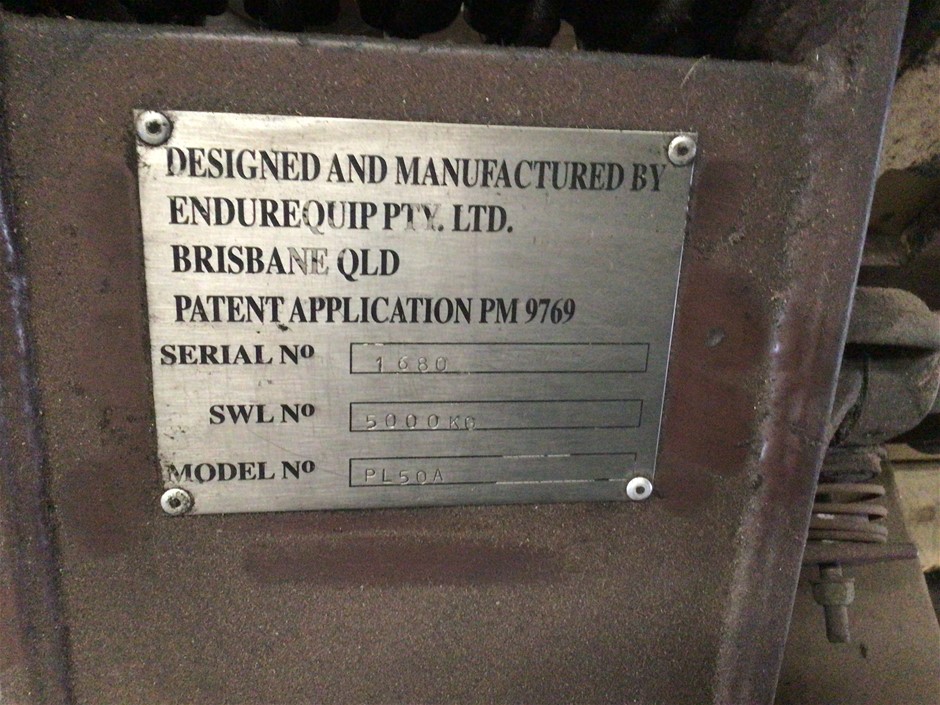 DESIGNED AND MANUFACTURED BY
ENDUREQUIP PTY. LTD.
BRISBANE QLD
PATENT APPLICATION PM 9769
SERIAL Nº 1680
SWL Nº 5000KG
MODEL Nº PL50A